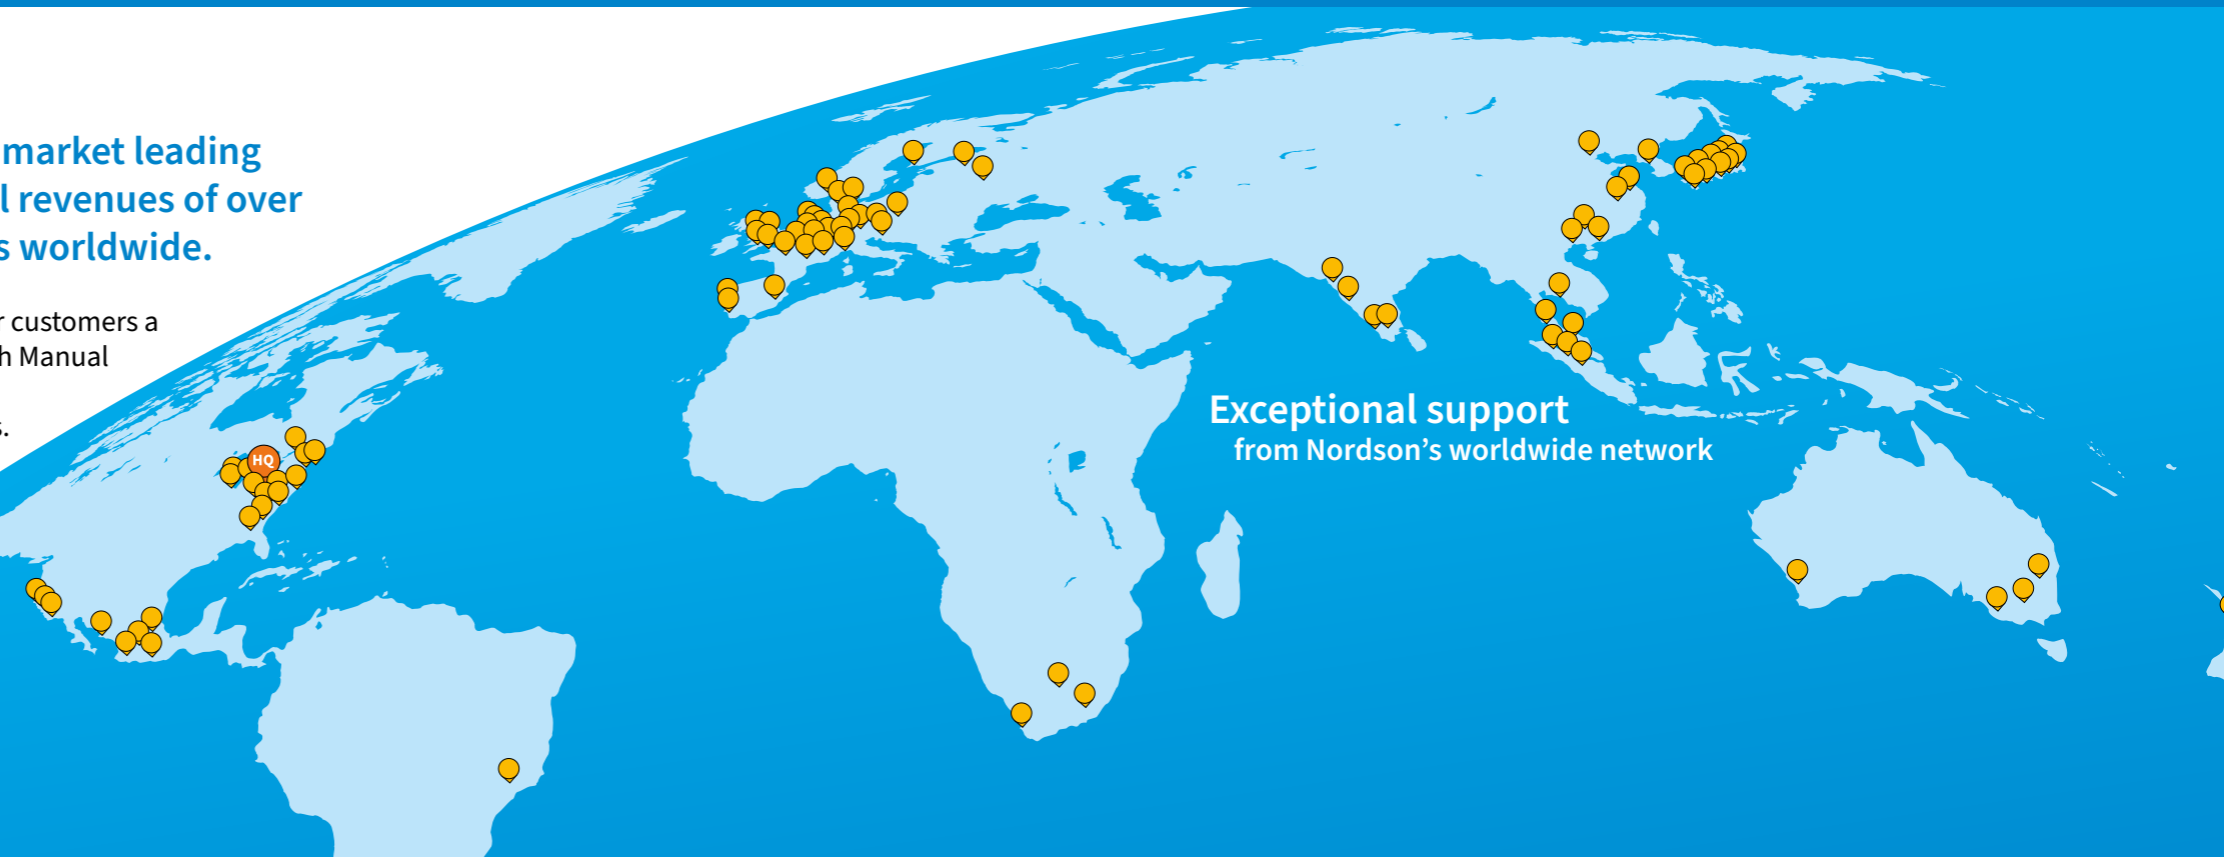 market leading
l revenues of over
s worldwide.
r customers a
h Manual
s.
HQ
Exceptional support
from Nordson’s worldwide network